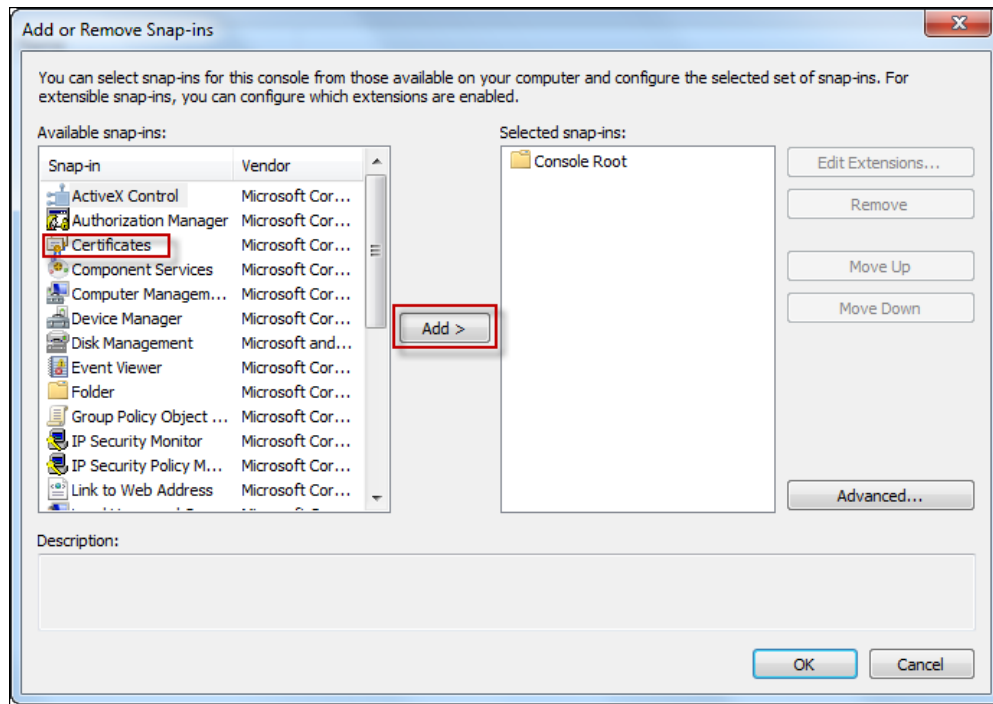 Add or Remove Snap-ins
You can select snap-ins for this console from those available on your computer and configure the selected set of snap-ins. For
extensible snap-ins, you can configure which extensions are enabled.
Available snap-ins:
Snap-in Vendor
ActiveX Control Microsoft Cor...
Authorization Manager Microsoft Cor...
Certificates Microsoft Cor...
Component Services Microsoft Cor...
Computer Managem... Microsoft Cor...
Device Manager Microsoft Cor...
Disk Management Microsoft and...
Event Viewer Microsoft Cor...
Folder Microsoft Cor...
Group Policy Object ... Microsoft Cor...
IP Security Monitor Microsoft Cor...
IP Security Policy M... Microsoft Cor...
Link to Web Address Microsoft Cor...
Add >
Selected snap-ins:
Console Root
Edit Extensions...
Remove
Move Up
Move Down
Advanced...
Description:
OK
Cancel